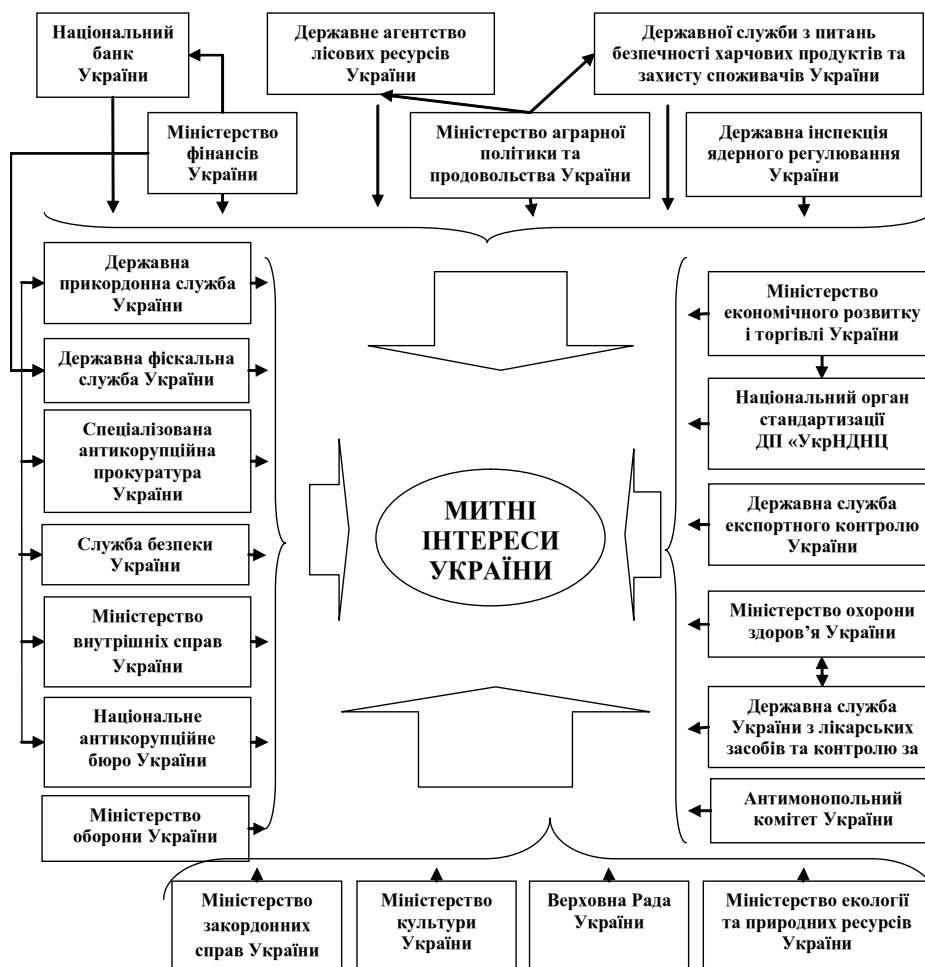 Національний
банк
України
Державне агентство
лісових ресурсів
України
Державної служби з питань
безпечності харчових продуктів та
захисту споживачів України
Міністерство
фінансів
України
Міністерство аграрної
політики та
продовольства України
Державна інспекція
ядерного регулювання
України
Державна
прикордонна служба
України
Державна фіскальна
служба України
Спеціалізована
антикорупційна
прокуратура
України
Служба безпеки
України
Міністерство
внутрішніх справ
України
Національне
антикорупційне
бюро України
Міністерство
оборони України
МИТНІ
ІНТЕРЕСИ
УКРАЇНИ
Міністерство
економічного розвитку
і торгівлі України
Національний орган
стандартизації
ДП «УкрНДНЦ
Державна служба
експортного контролю
України
Міністерство охорони
здоров’я України
Державна служба
України з лікарських
засобів та контролю за
Антимонопольний
комітет України
Міністерство
закордонних
справ України
Міністерство
культури
України
Верховна Рада
України
Міністерство екології
та природних ресурсів
України